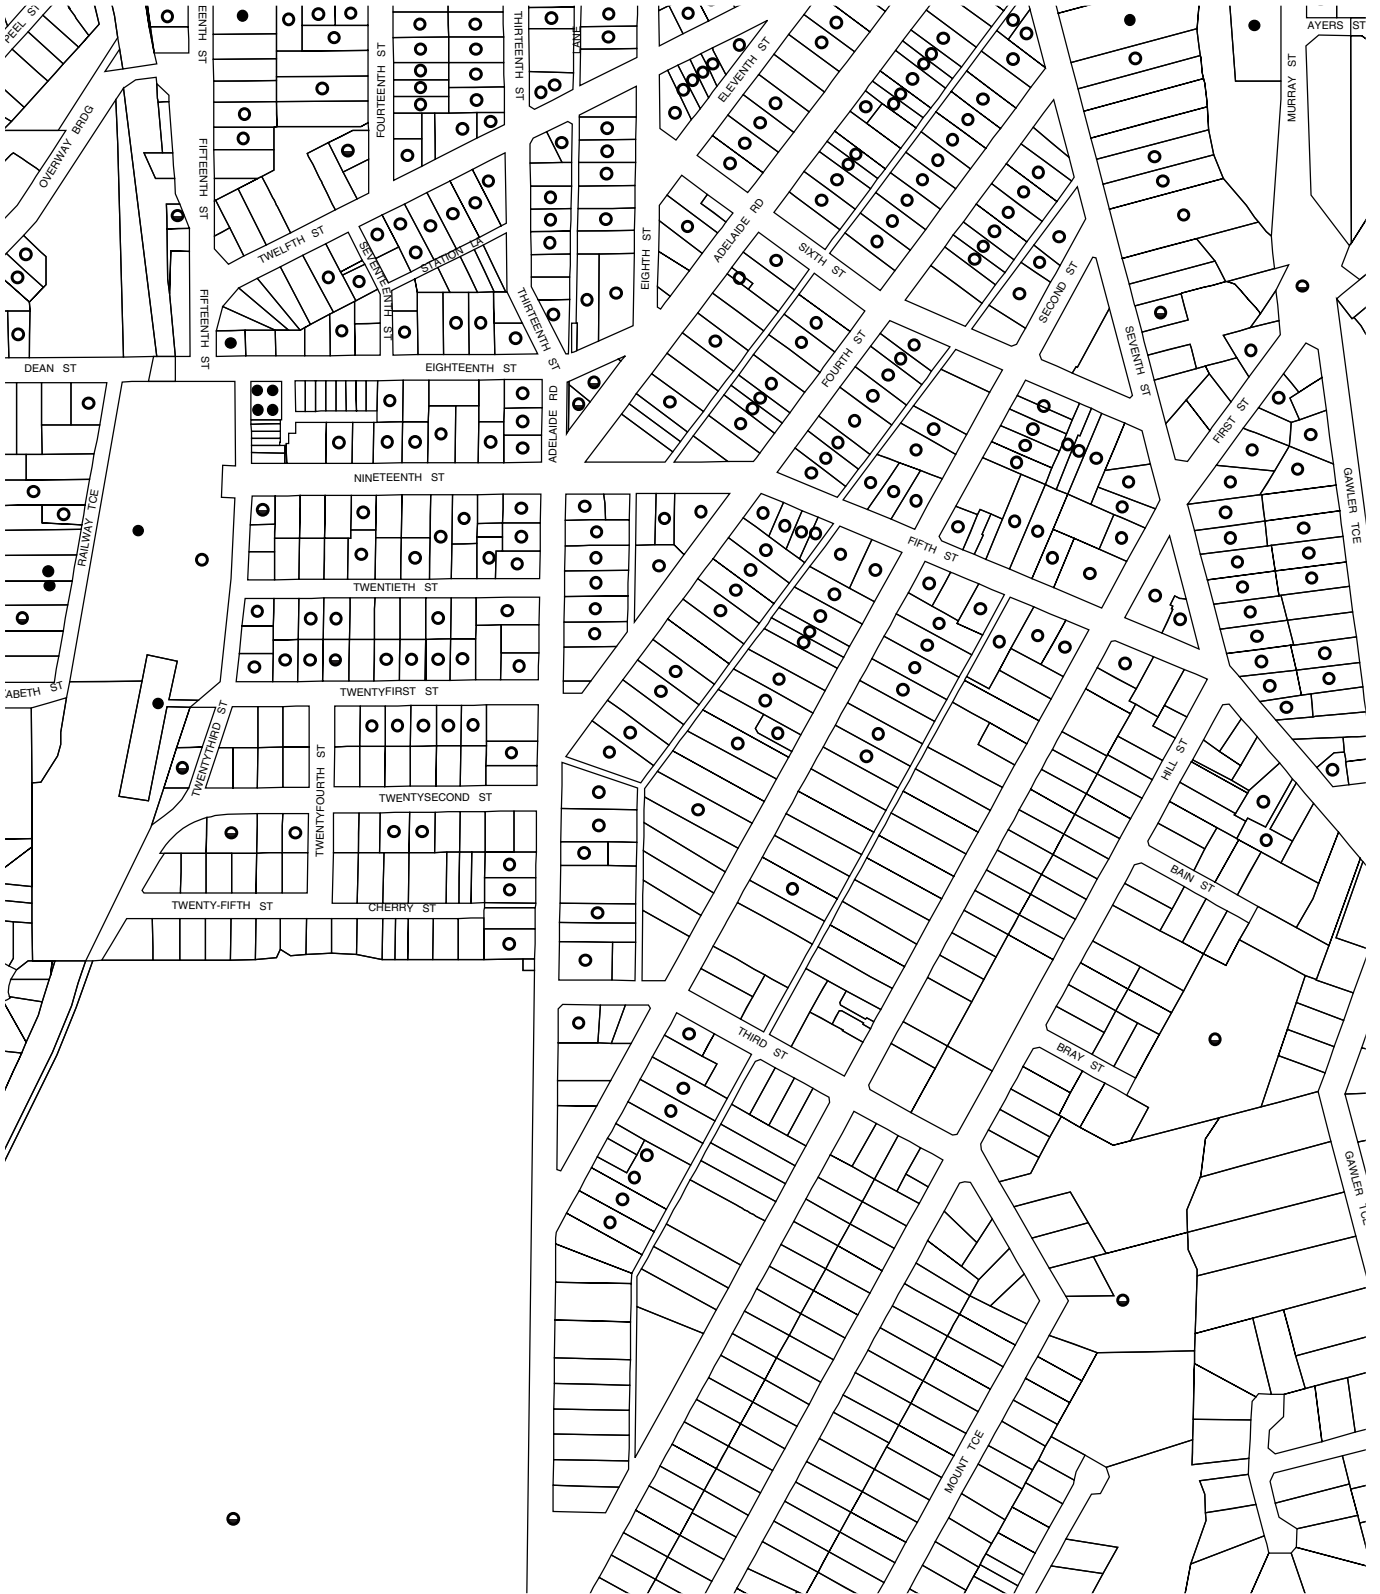 PEEL ST
FIFTEENTH ST
THIRTEENTH ST
LANE
AYERS ST
MURRAY ST
FOURTEENTH ST
ELEVENTH ST
OVERWAY BRDG
FIFTEENTH ST
ADELAIDE RD
TWELFTH ST
SEVENTEENTH ST
STATION LA
EIGHTH ST
SIXTH ST
SECOND ST
FIFTEENTH ST
THIRTEENTH ST
FOURTH ST
SEVENTH ST
DEAN ST
EIGHTEENTH ST
ADELAIDE RD
FIRST ST
NINETEENTH ST
RAILWAY TCE
GAWLER TCE
FIFTH ST
TWENTIETH ST
TWENTYFIRST ST
TWENTYTHIRD ST
TWENTYFOURTH ST
HILL ST
TWENTYSECOND ST
BAIN ST
TWENTY-FIFTH ST
CHERRY ST
THIRD ST
BRAY ST
GAWLER TCE
MOUNT TCE